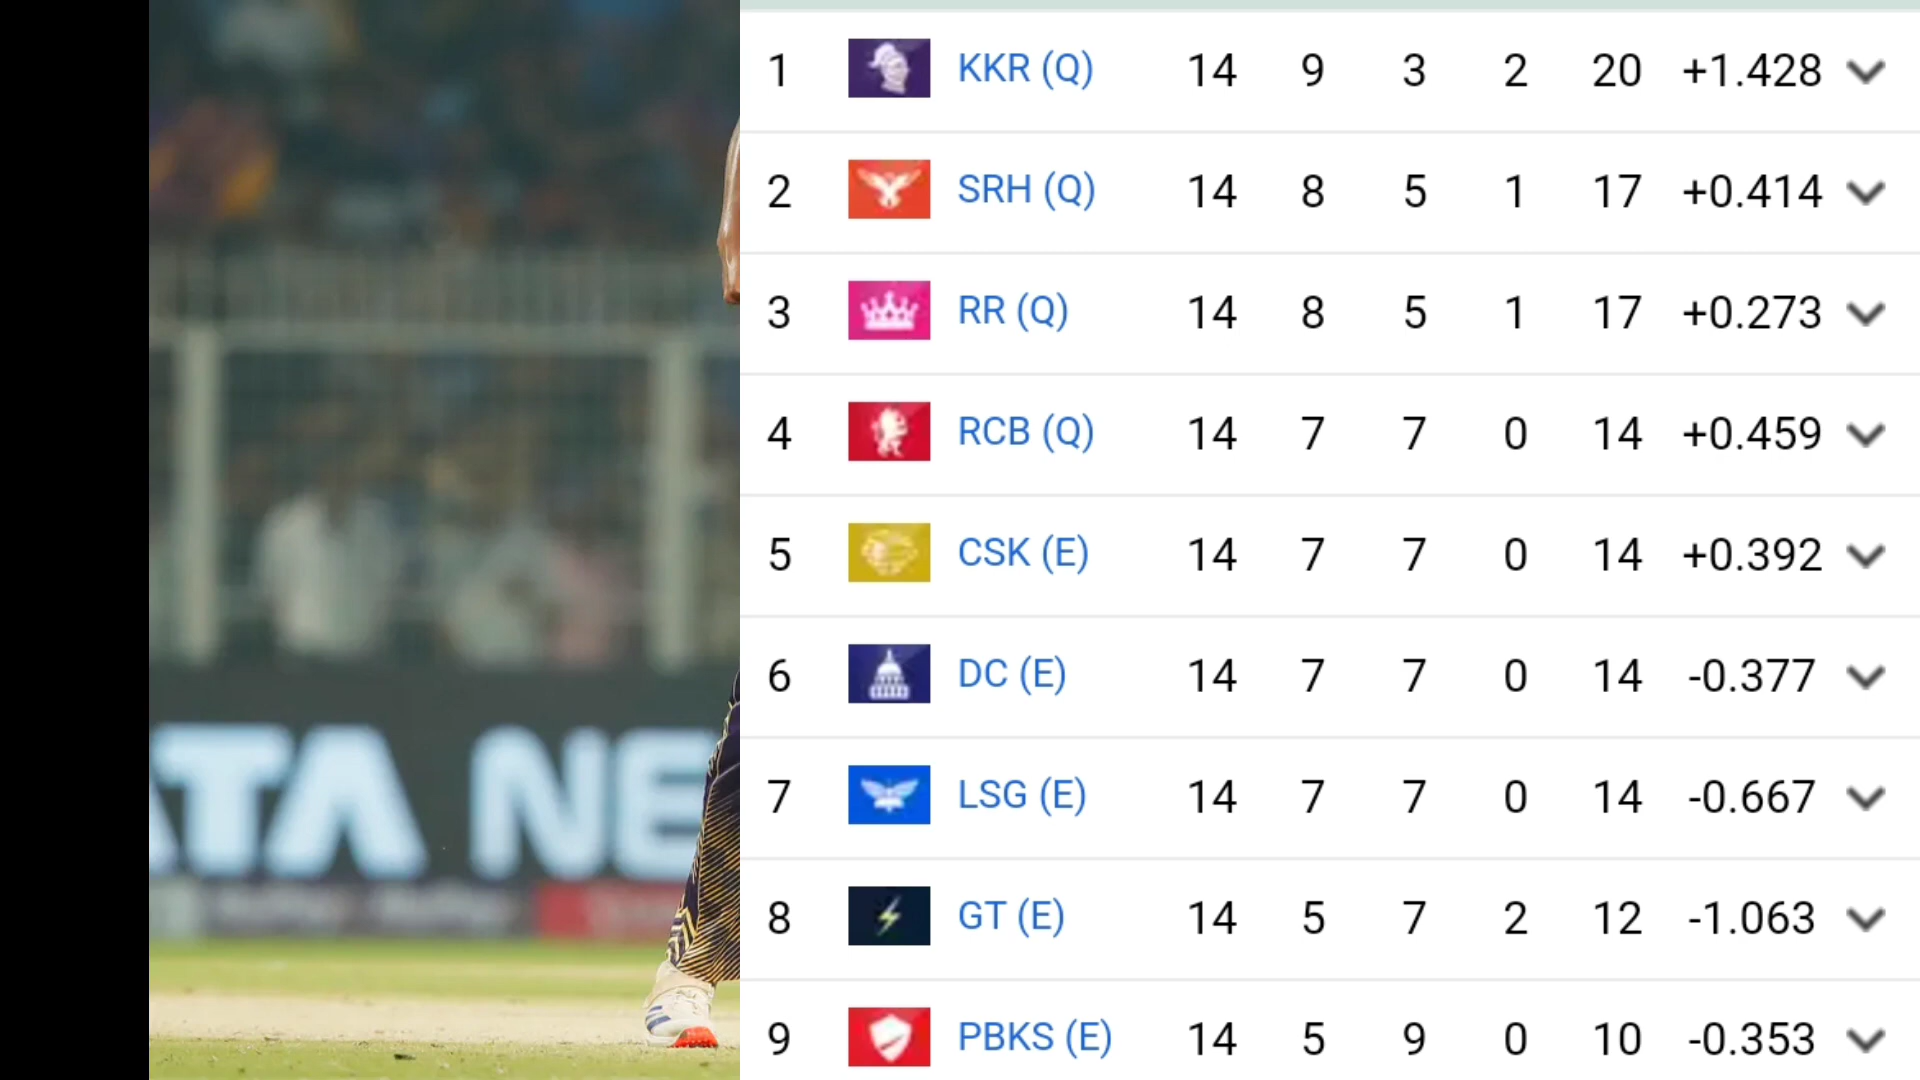 ATA NE
1 KKR (Q) 14 9 3 2 20 +1.428
2 SRH (Q) 14 8 5 1 17 +0.414
3 RR (Q) 14 8 5 1 17 +0.273
4 RCB (Q) 14 7 7 0 14 +0.459
5 CSK (E) 14 7 7 0 14 +0.392
6 DC (E) 14 7 7 0 14 -0.377
7 LSG (E) 14 7 7 0 14 -0.667
8 GT (E) 14 5 7 2 12 -1.063
9 PBKS (E) 14 5 9 0 10 -0.353